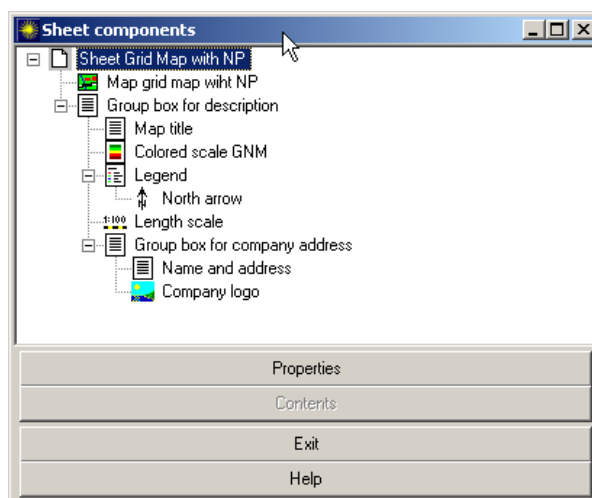 Sheet components
Sheet Grid Map with NP
Map grid map wiht NP
Group box for description
Map title
Colored scale GNM
Legend
North arrow
1:100 Length scale
Group box for company address
Name and address
Company logo
Properties
Contents
Exit
Help